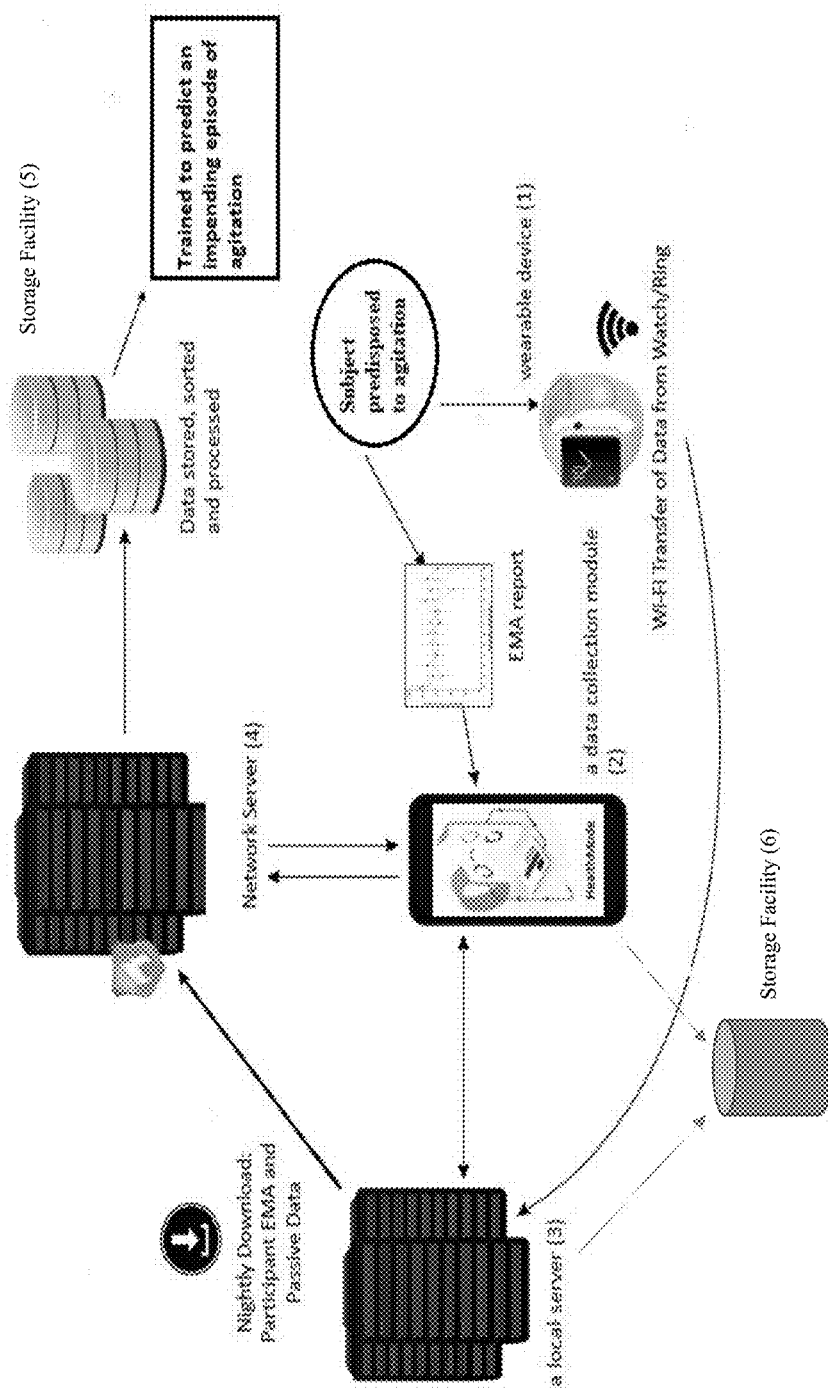 Storage Facility (5)
Trained to predict an
impending episode of
agitation
Data stored, sorted
and processed
Subject
predisposed
to agitation
wearable device (1)
Wi-Fi Transfer of Data from Watch/Ring
EMA report
a data collection module
(2)
Network Server (4)
HealthMode
Storage Facility (6)
Nightly Download:
Participant EMA and
Passive Data
a local server (3)